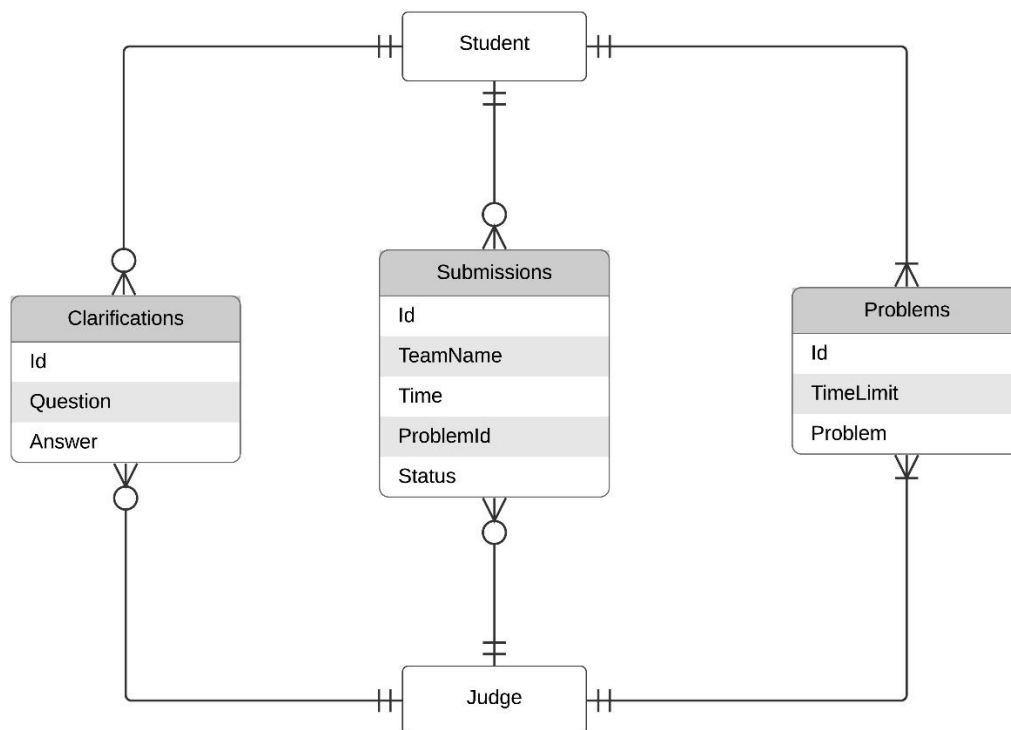 Student
Clarifications
Id
Question
Answer
Submissions
Id
TeamName
Time
ProblemId
Status
Problems
Id
TimeLimit
Problem
Judge